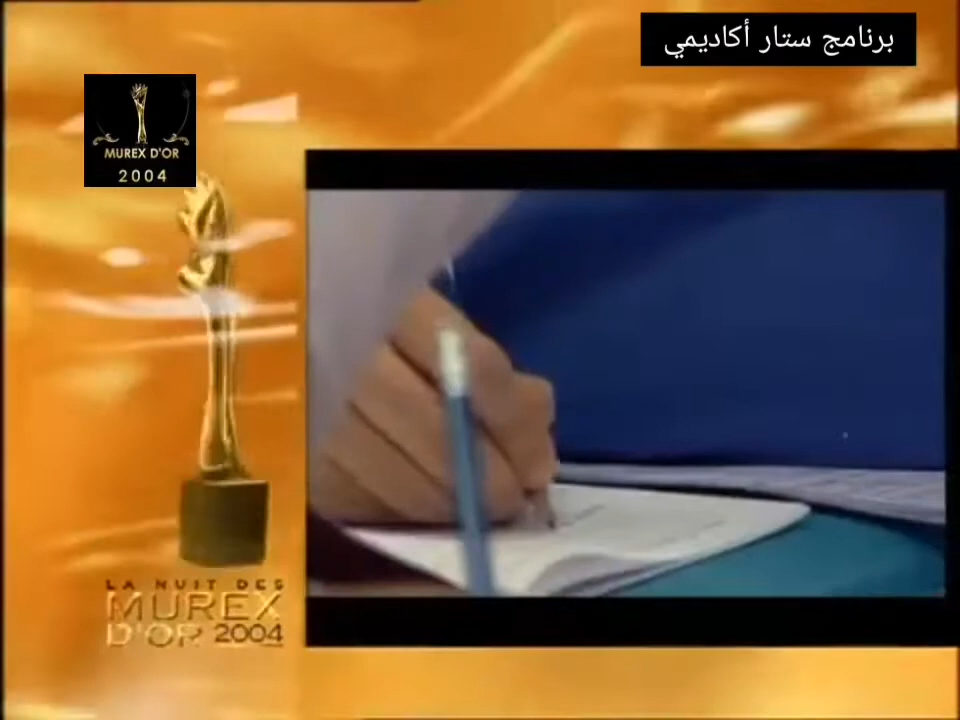 برنامج ستار أكاديمي
MUREX D'OR
2004
LA NUIT DES
MUREX
D'OR 2004